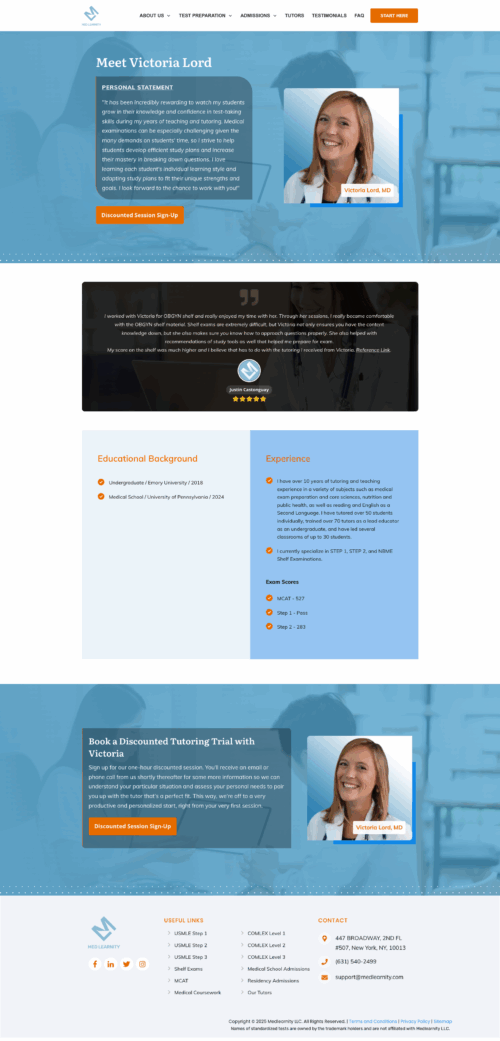 ABOUT US
TEST PREPARATION
ADMISSIONS
TUTORS
TESTIMONIALS
FAQ
START HERE
MEDLEARNITY
Meet Victoria Lord
PERSONAL STATEMENT
"It has been incredibly rewarding to watch my students
grow in their knowledge and confidence in test-taking
skills during my years of teaching and tutoring. Medical
examinations can be especially challenging given the
many demands on students' time, so I strive to help
students develop efficient study plans and increase
their mastery in breaking down questions. I love
learning each student's individual learning style and
adapting study plans to fit their unique strengths and
goals. I look forward to the chance to work with you!"
Discounted Session Sign-Up
Victoria Lord, MD
I worked with Victoria for OBGYN shelf and really enjoyed my time with her. Through her sessions, I really became comfortable
with the OBGYN shelf material. Shelf exams are extremely difficult, but Victoria not only ensures you have the content
knowledge down, but she also makes sure you know how to approach questions properly. She also helped with
recommendations of study tools as well that helped me prepare for exam.
My score on the shelf was much higher and I believe that has to do with the tutoring I received from Victoria. Reference Link.
Justin Castonguay
Educational Background
Undergraduate / Emory University / 2018
Medical School / University of Pennsylvania / 2024
Experience
I have over 10 years of tutoring and teaching
experience in a variety of subjects such as medical
exam preparation and core sciences, nutrition and
public health, as well as reading and English as a
Second Language. I have tutored over 50 students
individually, trained over 70 tutors as a lead educator
as an undergraduate, and have led several
classrooms of up to 30 students.
I currently specialize in STEP 1, STEP 2, and NBME
Shelf Examinations.
Exam Scores
MCAT - 527
Step 1 - Pass
Step 2 - 283
Book a Discounted Tutoring Trial with
Victoria
Sign up for our one-hour discounted session. You'll receive an email or
phone call from us shortly thereafter for some more information so we can
understand your particular situation and assess your personal needs to pair
you up with the tutor that's a perfect fit. This way, we're off to a very
productive and personalized start, right from your very first session.
Discounted Session Sign-Up
Victoria Lord, MD
MEDLEARNITY
USEFUL LINKS
USMLE Step 1
USMLE Step 2
USMLE Step 3
Shelf Exams
MCAT
Medical Coursework
COMLEX Level 1
COMLEX Level 2
COMLEX Level 3
Medical School Admissions
Residency Admissions
Our Tutors
CONTACT
447 BROADWAY, 2ND FL
#507, New York, NY, 10013
(631) 540-2499
support@medlearnity.com
Copyright © 2025 Medlearnity LLC. All Rights Reserved. | Terms and Conditions | Privacy Policy | Sitemap
Names of standardized tests are owned by the trademark holders and are not affiliated with Medlearnity LLC.